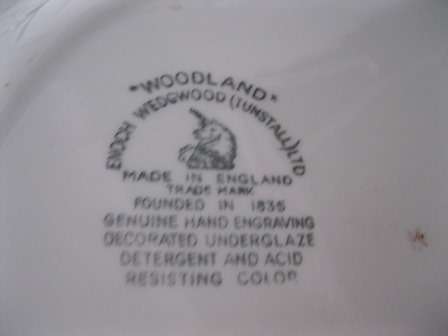 "WOODLAND"
ENOCH WEDGWOOD (TUNSTALL) LTD
MADE IN ENGLAND
TRADE MARK
FOUNDED IN 1835
GENUINE HAND ENGRAVING
DECORATED UNDERGLAZE
DETERGENT AND ACID
RESISTING COLOR